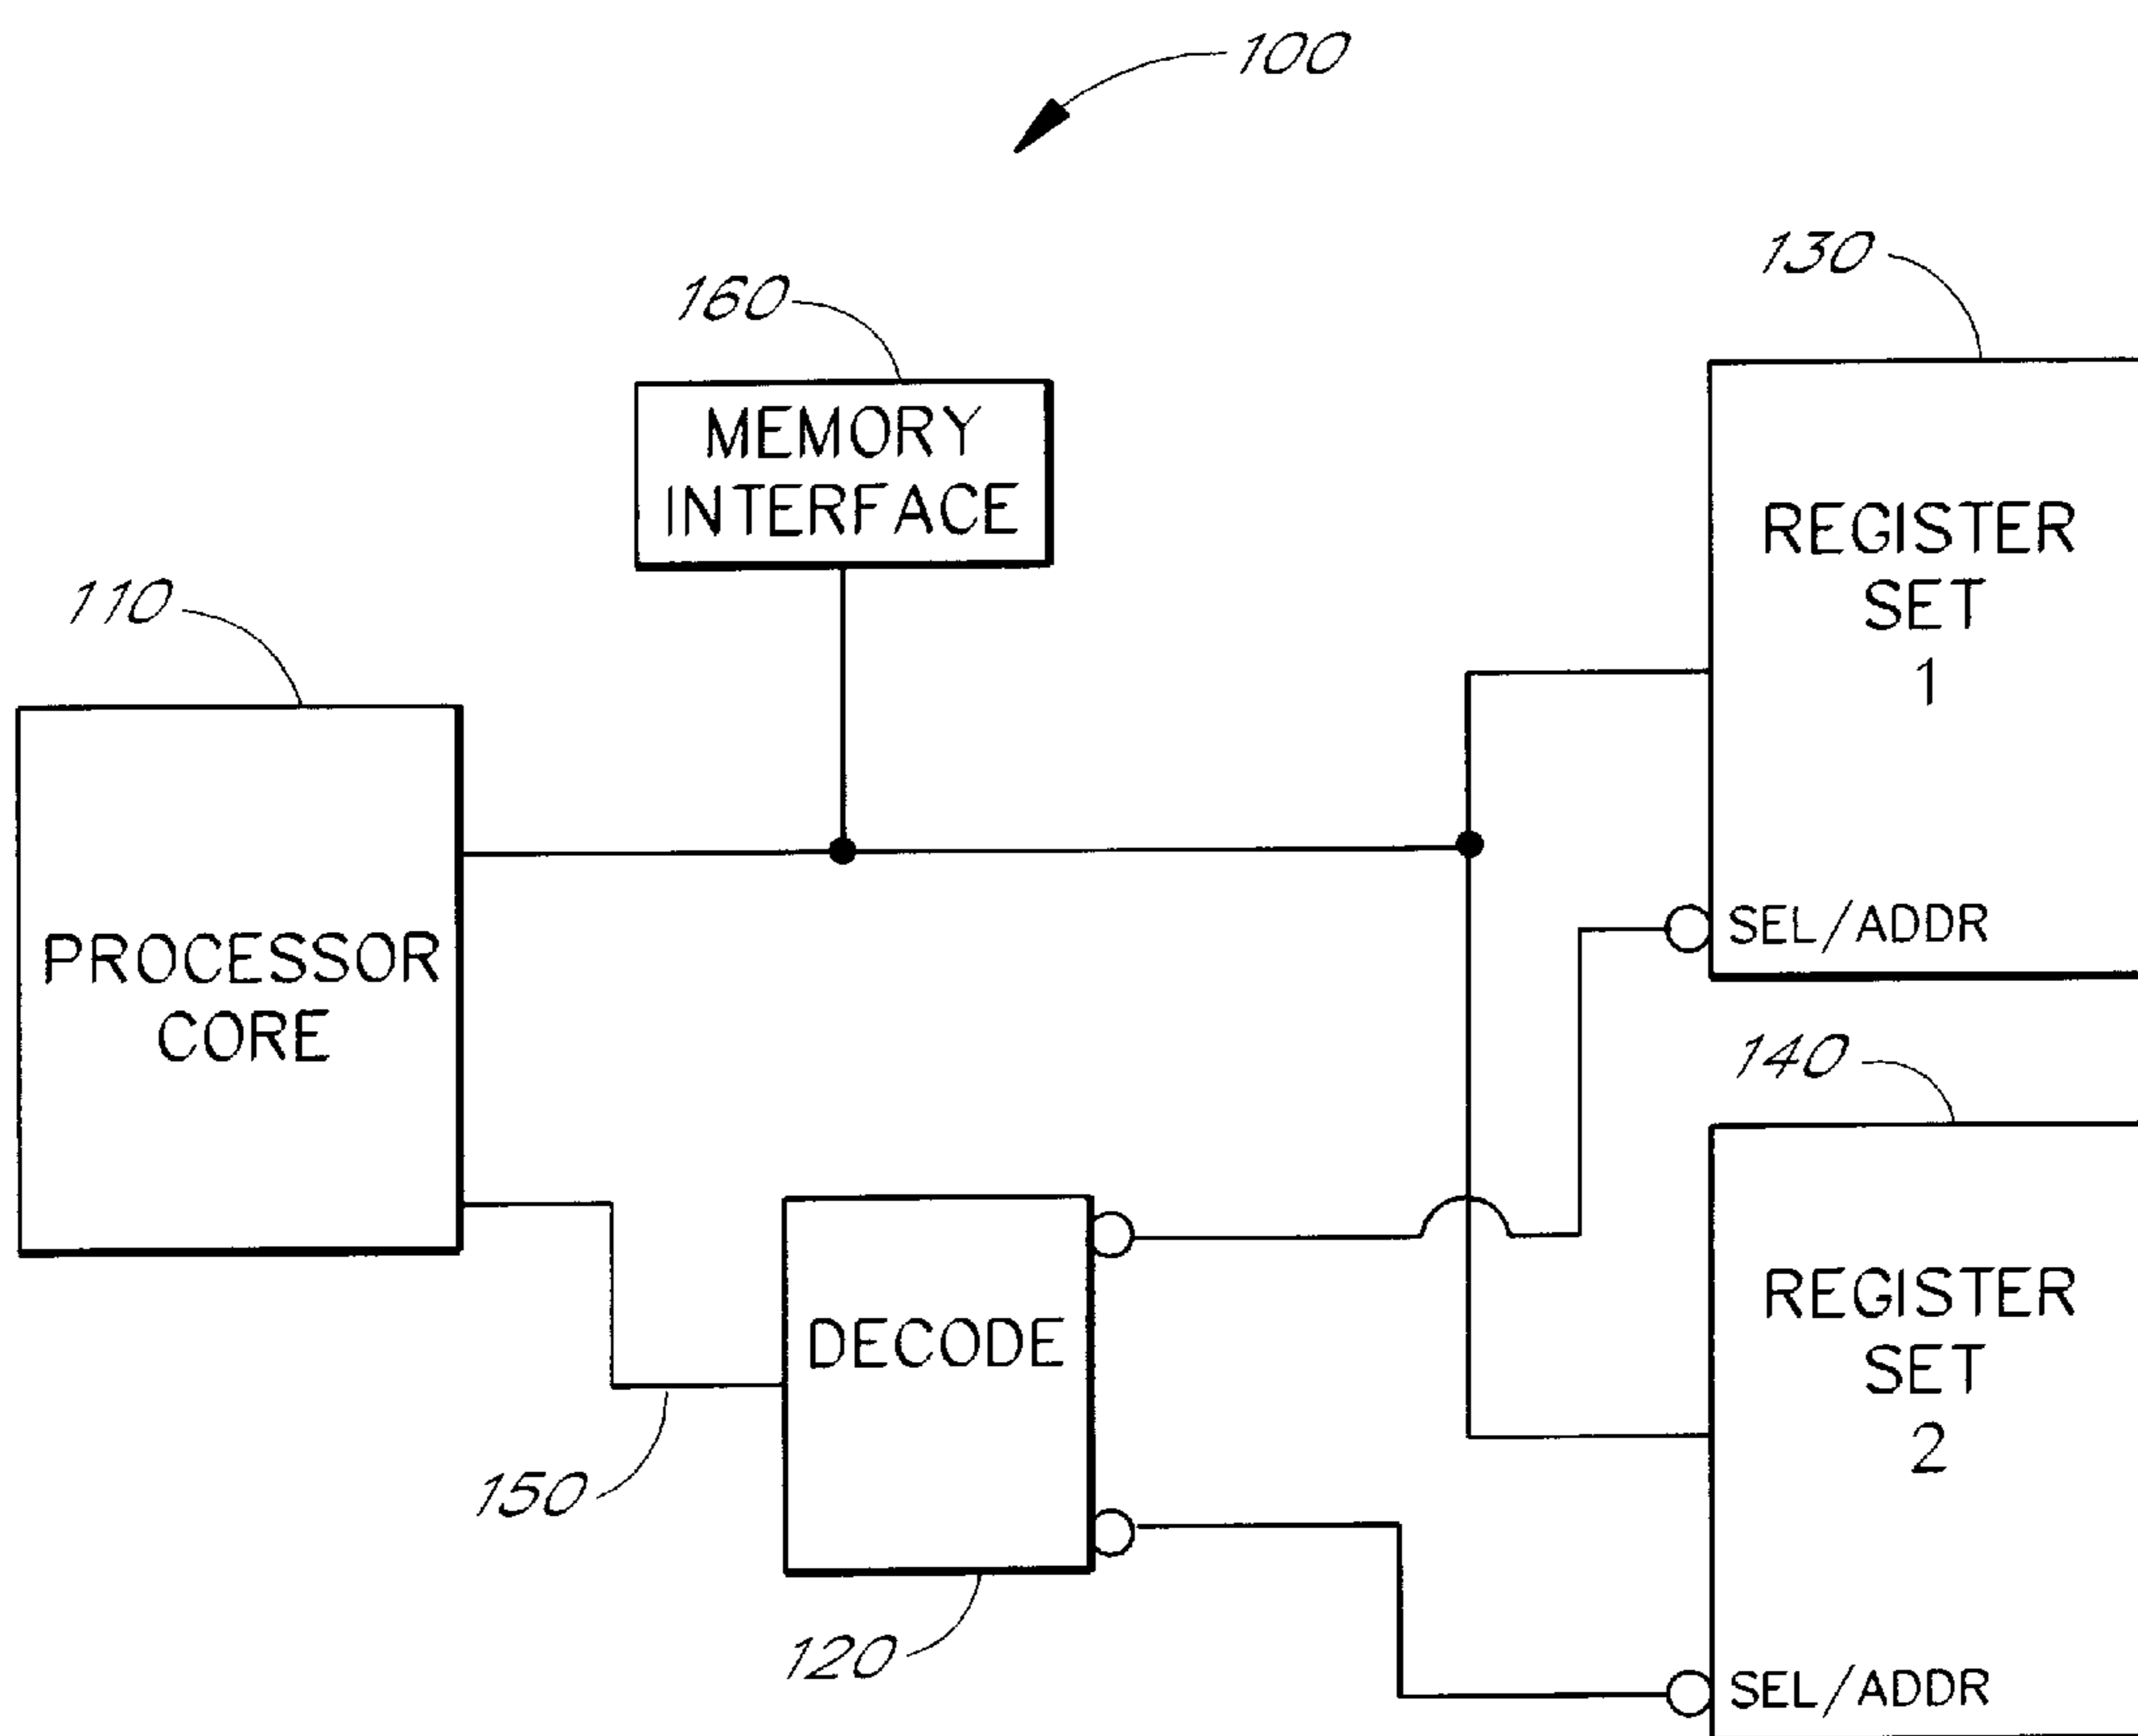 100
130
160
MEMORY
INTERFACE
REGISTER
SET
1
110
SEL/ADDR
PROCESSOR
CORE
140
DECODE
REGISTER
SET
2
150
120
SEL/ADDR